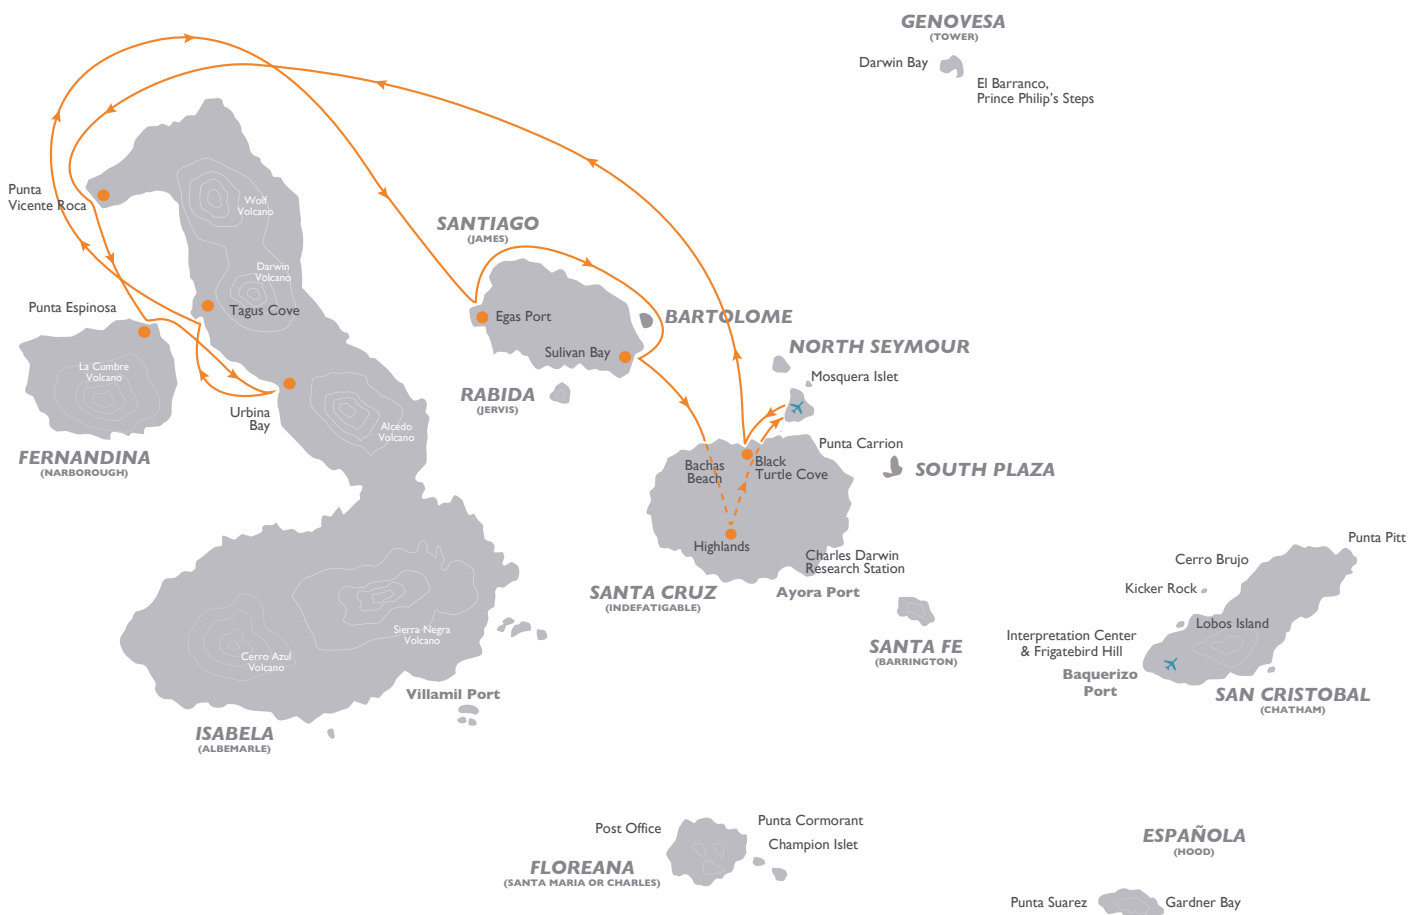 GENOVESA
(TOWER)
Darwin Bay
El Barranco,
Prince Philip's Steps
Punta
Vicente Roca
Wolf
Volcano
SANTIAGO
(JAMES)
Darwin
Volcano
Punta Espinosa
Tagus Cove
Egas Port
BARTOLOME
Sulivan Bay
NORTH SEYMOUR
Mosquera Islet
La Cumbre
Volcano
RABIDA
(JERVIS)
Urbina
Bay
Alcedo
Volcano
FERNANDINA
(NARBOROUGH)
Punta Carrion
Bachas
Beach
Black
Turtle Cove
SOUTH PLAZA
Highlands
Charles Darwin
Research Station
SANTA CRUZ
(INDEFATIGABLE)
Ayora Port
Punta Pitt
Cerro Brujo
Kicker Rock
Lobos Island
Interpretation Center
& Frigatebird Hill
Baquerizo
Port
SANTA FE
(BARRINGTON)
SAN CRISTOBAL
(CHATHAM)
Sierra Negra
Volcano
Cerro Azul
Volcano
Villamil Port
ISABELA
(ALBEMARLE)
Post Office
Punta Cormorant
Champion Islet
FLOREANA
(SANTA MARIA OR CHARLES)
ESPAÑOLA
(HOOD)
Punta Suarez
Gardner Bay